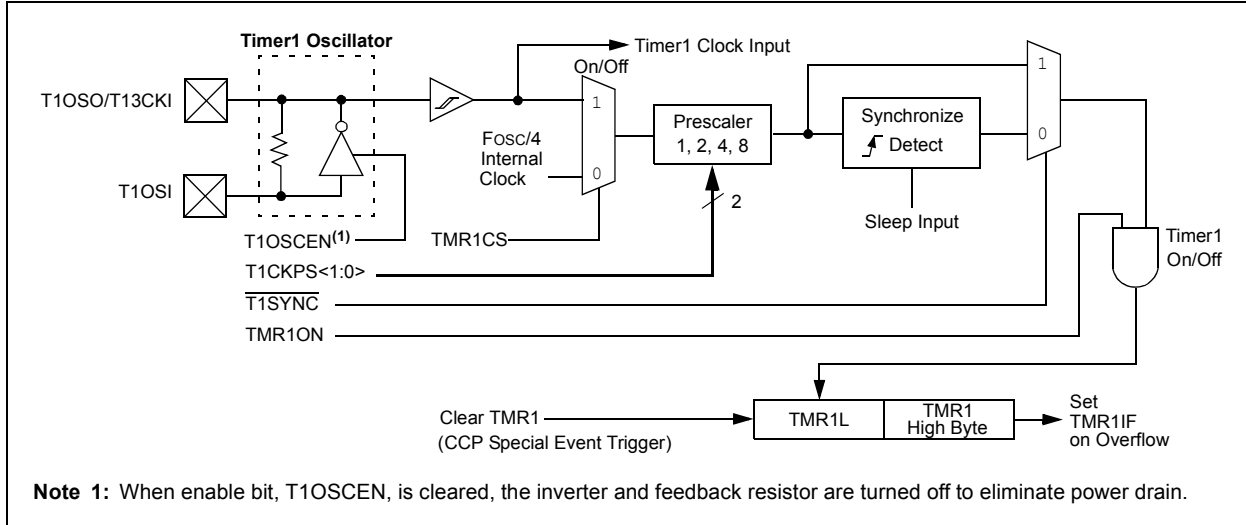 Timer1 Oscillator
Timer1 Clock Input
On/Off
T1OSO/T13CKI
1
FOSC/4
Internal
Clock
0
Prescaler
1, 2, 4, 8
2
Synchronize
Detect
1
0
Sleep Input
T1OSI
T1OSCEN(1)
TMR1CS
T1CKPS<1:0>
T1SYNC
TMR1ON
Timer1
On/Off
Clear TMR1
(CCP Special Event Trigger)
TMR1L
TMR1
High Byte
Set
TMR1IF
on Overflow
Note 1: When enable bit, T1OSCEN, is cleared, the inverter and feedback resistor are turned off to eliminate power drain.